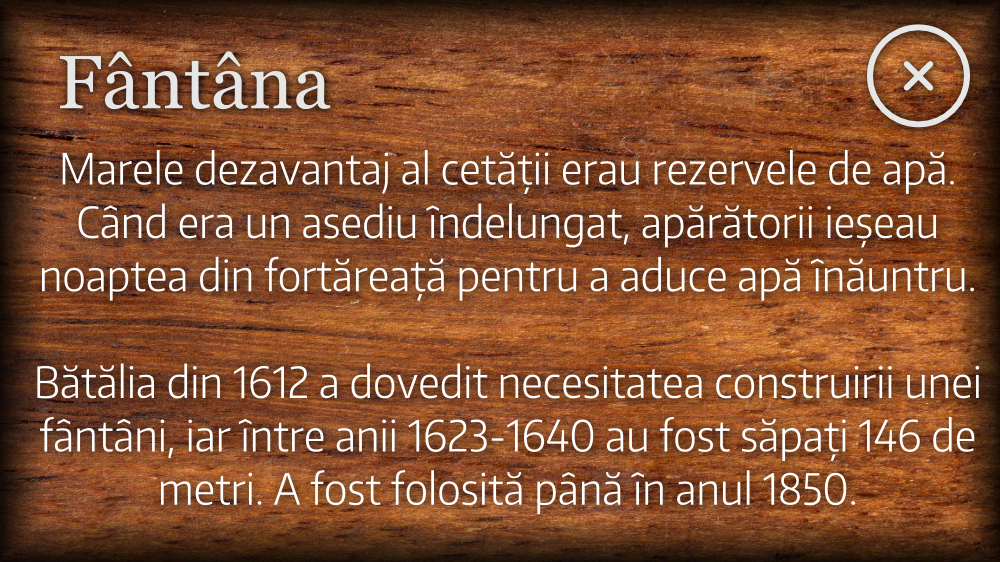 Fântâna
Marele dezavantaj al cetății erau rezervele de apă.
Când era un asediu îndelungat, apărătorii ieșeau
noaptea din fortăreață pentru a aduce apă înăuntru.
Bătălia din 1612 a dovedit necesitatea construirii unei
fântâni, iar între anii 1623-1640 au fost săpați 146 de
metri. A fost folosită până în anul 1850.